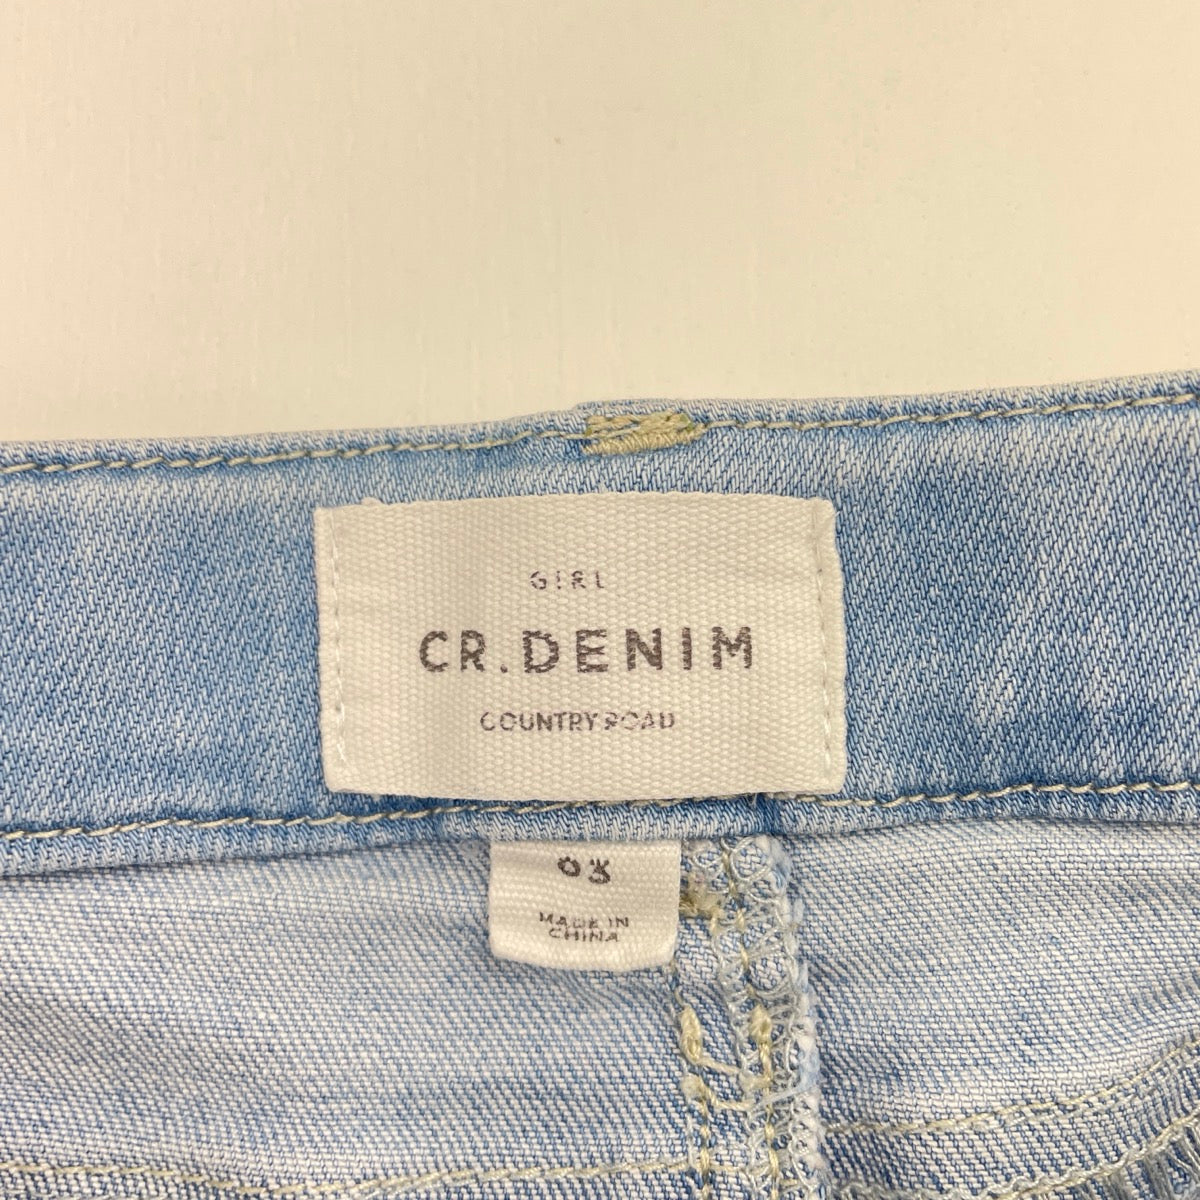 GIRL
CR.DENIM
COUNTRY ROAD
MADE IN
CHINA